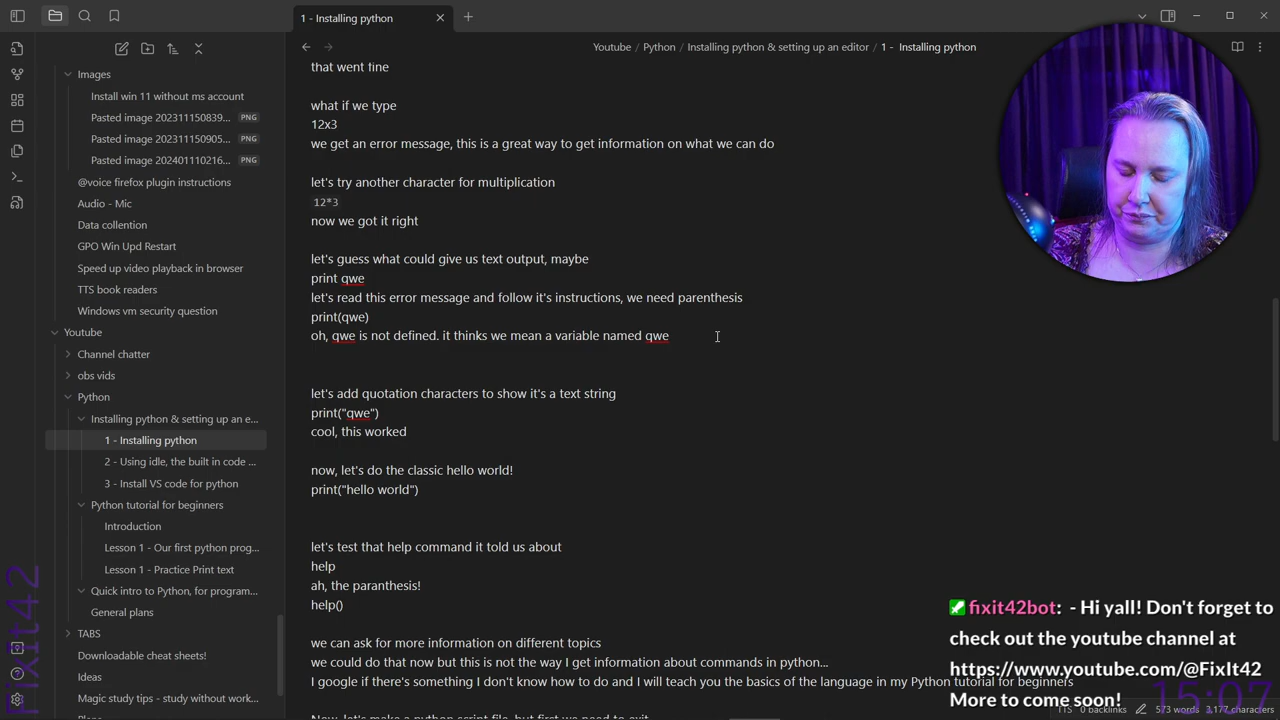 1 - Installing python
Youtube / Python / Installing python & setting up an editor / 1 - Installing python
Images
Install win 11 without ms account
Pasted image 202311150839... PNG
Pasted image 202311150905... PNG
Pasted image 202401110216... PNG
@voice firefox plugin instructions
Audio - Mic
Data collention
GPO Win Upd Restart
Speed up video playback in browser
TTS book readers
Windows vm security question
Youtube
Channel chatter
obs vids
Python
Installing python & setting up an e...
1 - Installing python
2 - Using idle, the built in code ...
3 - Install VS code for python
Python tutorial for beginners
Introduction
Lesson 1 - Our first python prog...
Lesson 1 - Practice Print text
Quick intro to Python, for program...
General plans
TABS
Downloadable cheat sheets!
Ideas
Magic study tips - study without work...
that went fine
what if we type
12x3
we get an error message, this is a great way to get information on what we can do
let's try another character for multiplication
12*3
now we got it right
let's guess what could give us text output, maybe
print qwe
let's read this error message and follow it's instructions, we need parenthesis
print(qwe)
oh, qwe is not defined. it thinks we mean a variable named qwe
let's add quotation characters to show it's a text string
print("qwe")
cool, this worked
now, let's do the classic hello world!
print("hello world")
let's test that help command it told us about
help
ah, the paranthesis!
help()
we can ask for more information on different topics
we could do that now but this is not the way I get information about commands in python...
I google if there's something I don't know how to do and I will teach you the basics of the language in my Python tutorial for beginners
Now, let's make a python script file, but first we need to exit
fixit42bot: - Hi yall! Don't forget to
check out the youtube channel at
https://www.youtube.com/@FixIt42
More to come soon!
TTS 0 backlinks 573 words 3,177 characters
15:07
Fixit42